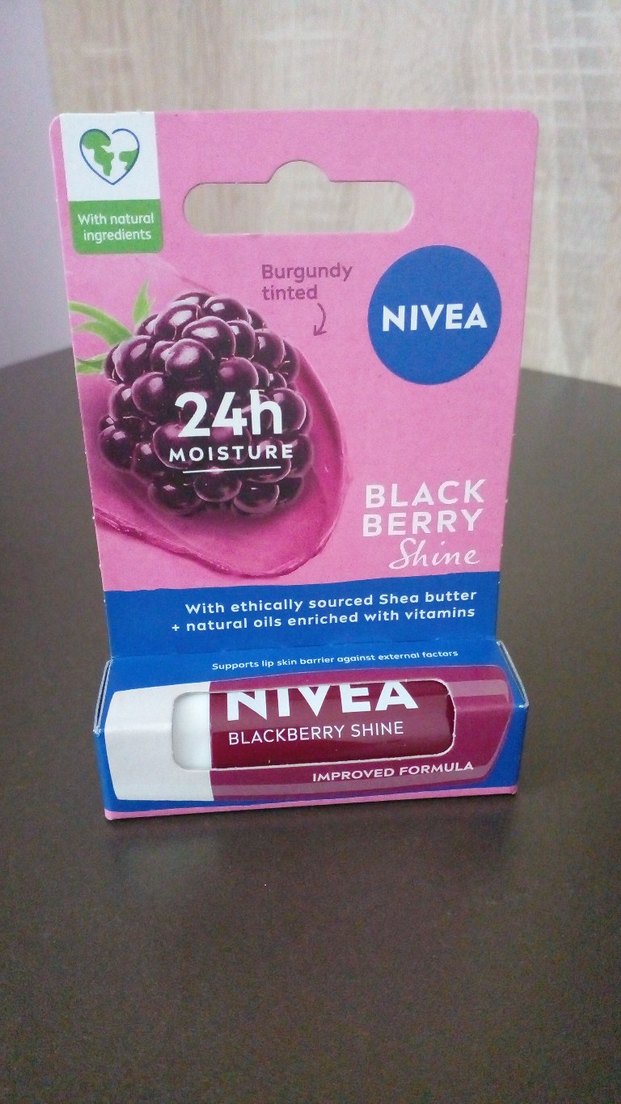 With natural
ingredients
Burgundy
tinted
NIVEA
24h
MOISTURE
BLACK
BERRY
Shine
With ethically sourced Shea butter
+ natural oils enriched with vitamins
Supports lip skin barrier against external factors
NIVEA
BLACKBERRY SHINE
IMPROVED FORMULA